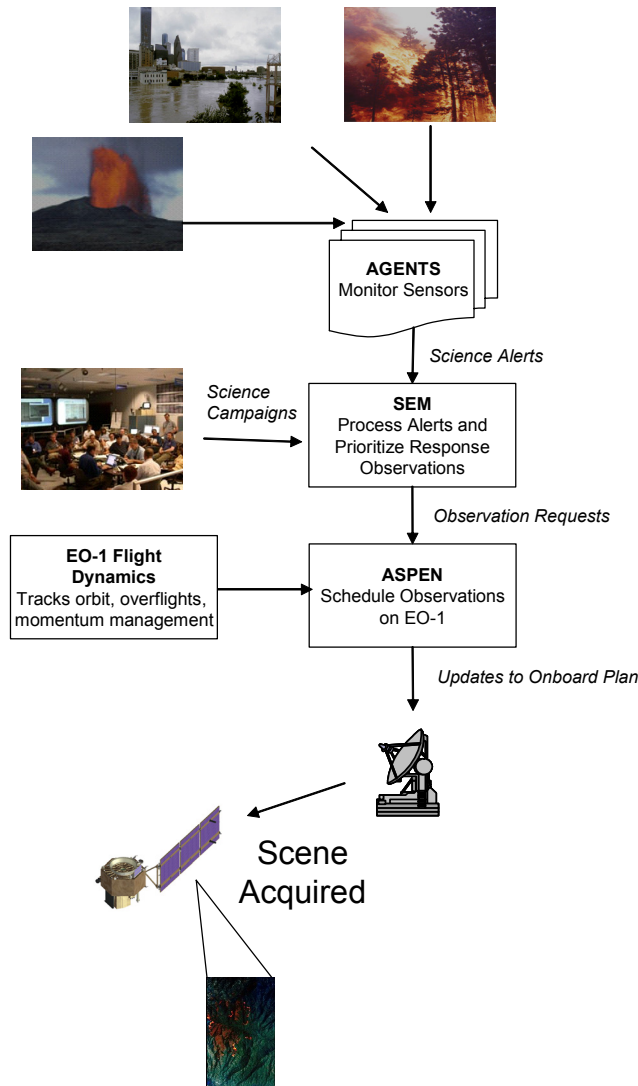 AGENTS
Monitor Sensors
Science Alerts
Science
Campaigns
SEM
Process Alerts and
Prioritize Response
Observations
Observation Requests
EO-1 Flight
Dynamics
Tracks orbit, overflights,
momentum management
ASPEN
Schedule Observations
on EO-1
Updates to Onboard Plan
Scene
Acquired